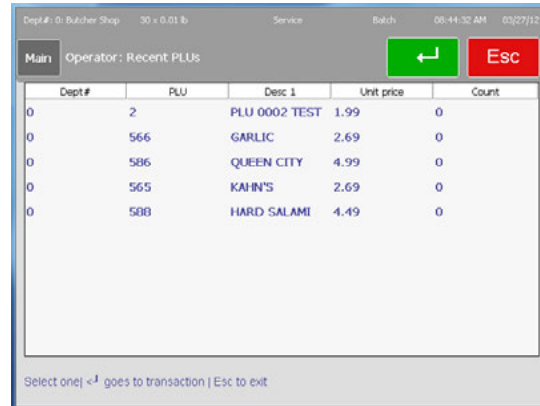 Dept#: 0: Butcher Shop 30 x 0.01 lb Service Batch 08:44:32 AM 03/27/12
Main Operator: Recent PLUs ↵ Esc
Dept# PLU Desc 1 Unit price Count
0 2 PLU 0002 TEST 1.99 0
0 566 GARLIC 2.69 0
0 586 QUEEN CITY 4.99 0
0 565 KAHN'S 2.69 0
0 588 HARD SALAMI 4.49 0
Select one| <┘ goes to transaction | Esc to exit